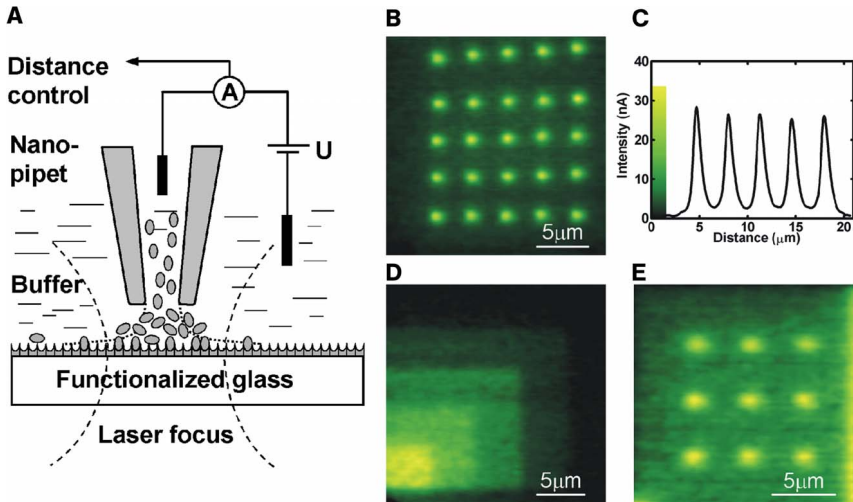 A
Distance
control
A
Nano-
pipet
U
Buffer
Functionalized glass
Laser focus
B
5µm
C
40
30
20
10
0
Intensity (nA)
0 5 10 15 20
Distance (µm)
D
5µm
E
5µm